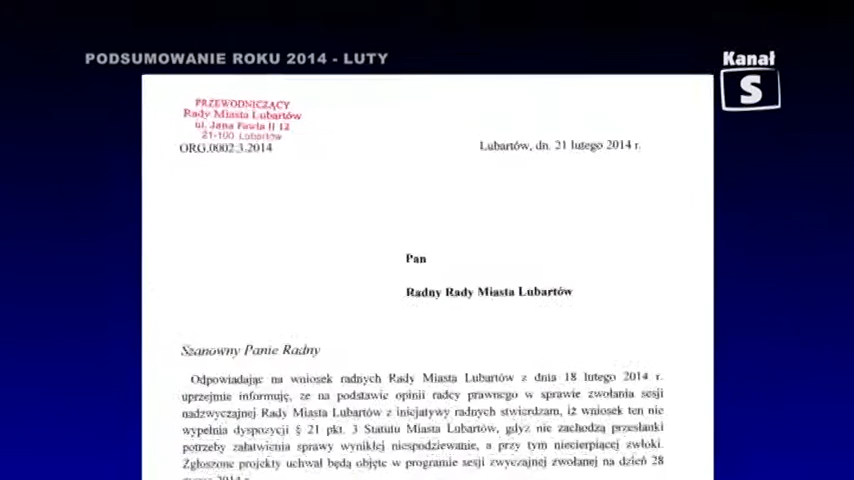 PODSUMOWANIE ROKU 2014 - LUTY
Kanał
S
PRZEWODNICZĄCY
Rady Miasta Lubartów
ul. Jana Pawła II 12
21-100 Lubartów
ORG.0002.3.2014
Lubartów, dn. 21 lutego 2014 r.
Pan
Radny Rady Miasta Lubartów
Szanowny Panie Radny
Odpowiadając na wniosek radnych Rady Miasta Lubartów z dnia 18 lutego 2014 r.
uprzejmie informuję, że na podstawie opinii radcy prawnego w sprawie zwołania sesji
nadzwyczajnej Rady Miasta Lubartów z inicjatywy radnych stwierdzam, iż wniosek ten nie
wypełnia dyspozycji § 21 pkt. 3 Statutu Miasta Lubartów, gdyż nie zachodzą przesłanki
potrzeby załatwienia sprawy wynikłej niespodziewanie, a przy tym niecierpiącej zwłoki.
Zgłoszone projekty uchwał będą objęte w programie sesji zwyczajnej zwołanej na dzień 28
2014 r.